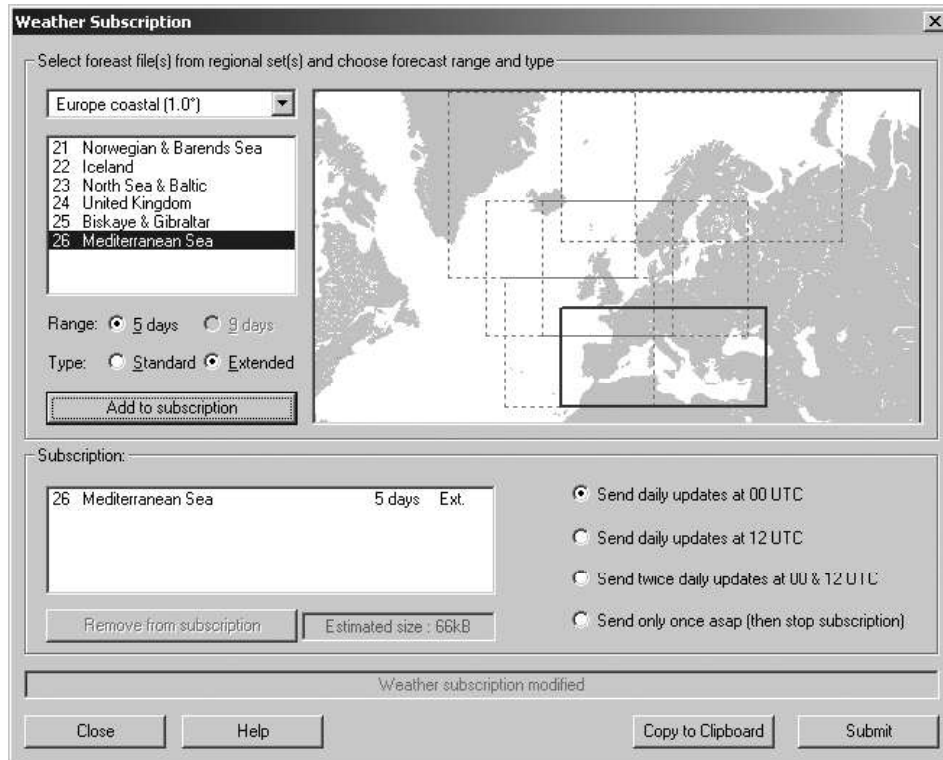 Weather Subscription
Select foreast file(s) from regional set(s) and choose forecast range and type
Europe coastal (1.0°)
21 Norwegian & Barends Sea
22 Iceland
23 North Sea & Baltic
24 United Kingdom
25 Biskaye & Gibraltar
26 Mediterranean Sea
Range: 5 days 9 days
Type: Standard Extended
Add to subscription
Subscription:
26 Mediterranean Sea 5 days Ext.
Send daily updates at 00 UTC
Send daily updates at 12 UTC
Send twice daily updates at 00 & 12 UTC
Send only once asap (then stop subscription)
Remove from subscription
Estimated size : 66kB
Weather subscription modified
Close Help Copy to Clipboard Submit